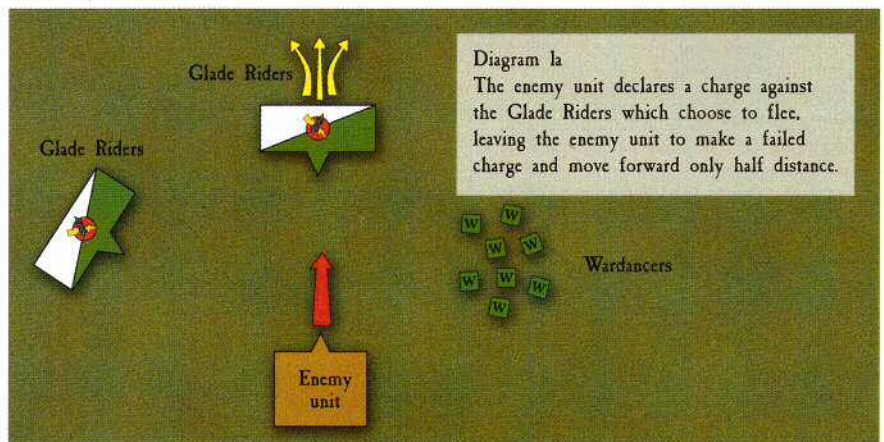 Glade Riders
Glade Riders
Diagram 1a
The enemy unit declares a charge against
the Glade Riders which choose to flee,
leaving the enemy unit to make a failed
charge and move forward only half distance.
W
W
W
W
W
W
W
W
Wardancers
Enemy
unit